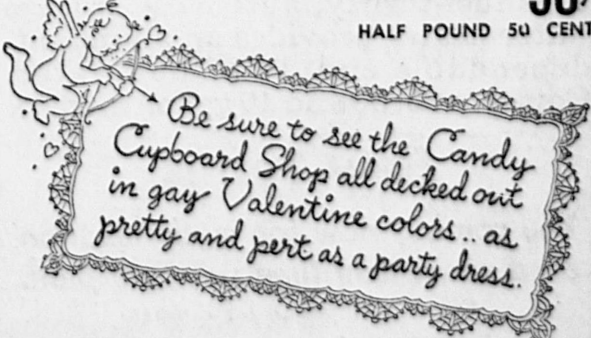 HALF POUND 50 CENT
Be sure to see the Candy
Cupboard Shop all decked out
in gay Valentine colors.. as
pretty and pert as a party dress.